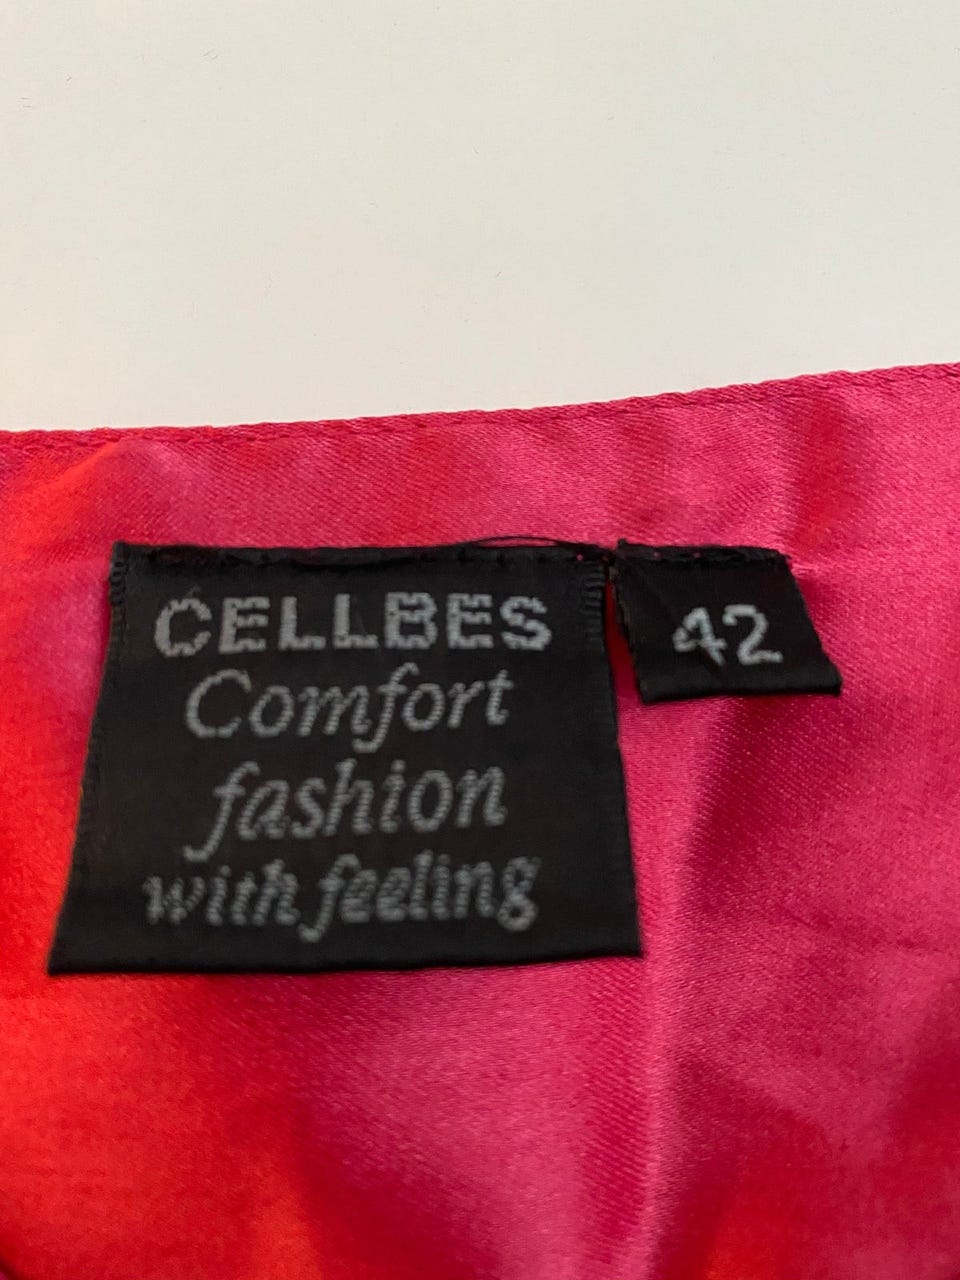 CELLBES
Comfort
fashion
with feeling
42